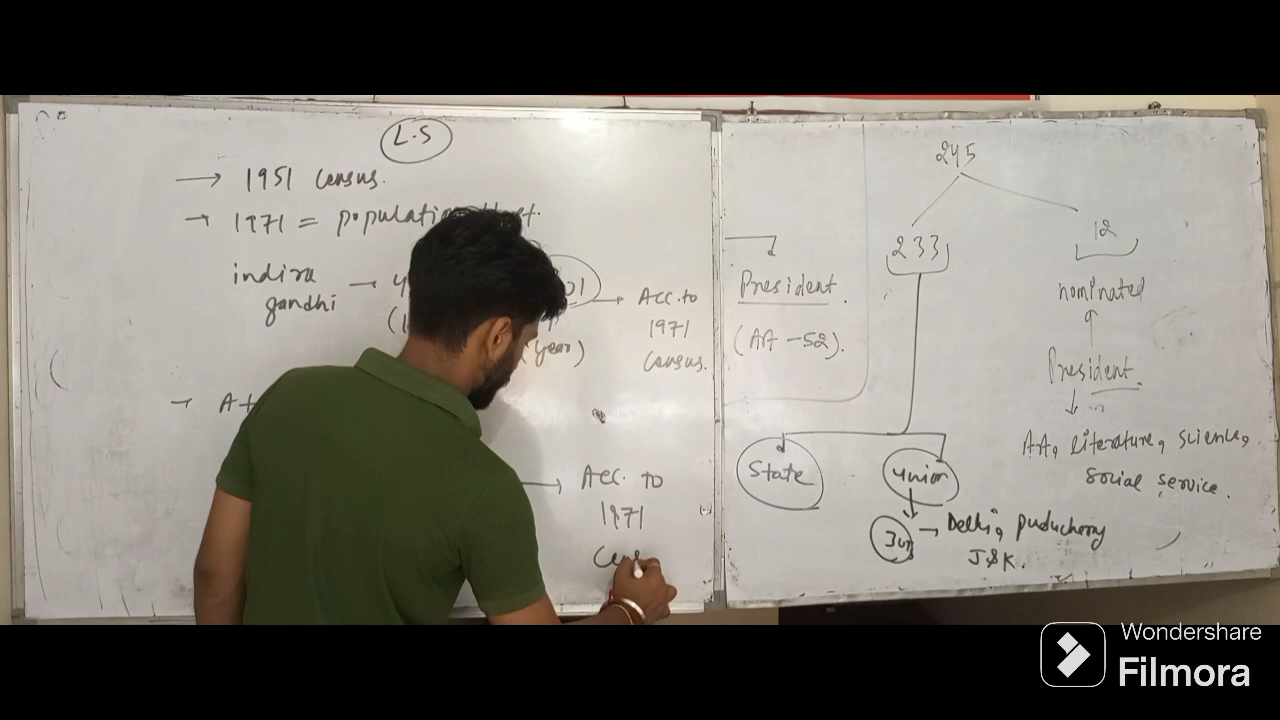 L.S
→ 1951 Census.
→ 1971 =
indira
gandhi →
year)
→ Acc. to
1971
Census.
→ Acc. to
1971
245
233
12
President.
(AA - 52).
nominated
President.
AA, literature, science,
social service.
State
Union
3UT → Delhi, puducherry
J&K.
Wondershare
Filmora